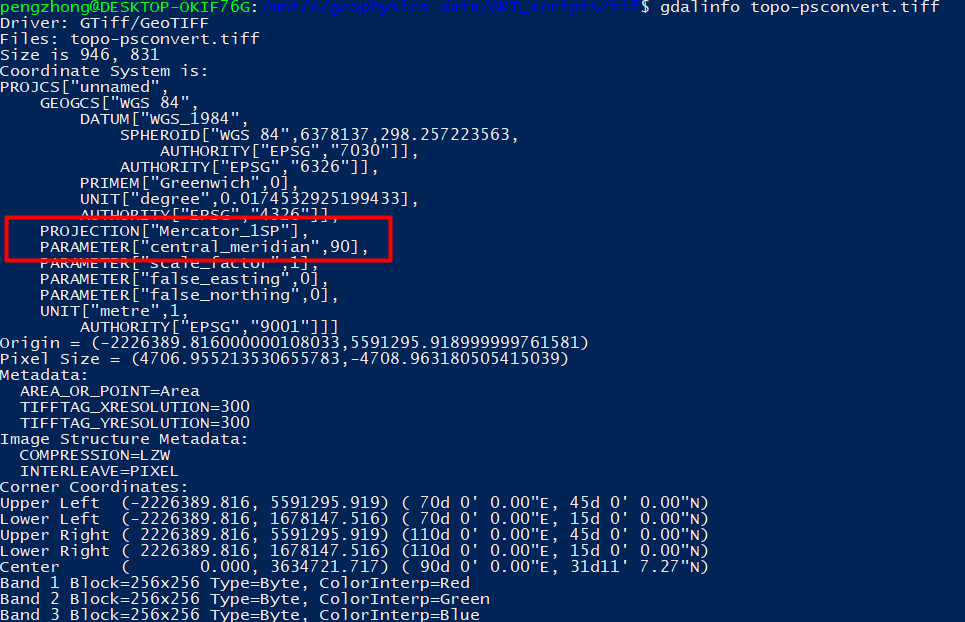 pengzhong@DESKTOP-OKIF76G:/mnt/c/geophysics_data/GMT_scripts/tif$ gdalinfo topo-psconvert.tiff
Driver: GTiff/GeoTIFF
Files: topo-psconvert.tiff
Size is 946, 831
Coordinate System is:
PROJCS["unnamed",
    GEOGCS["WGS 84",
        DATUM["WGS_1984",
            SPHEROID["WGS 84",6378137,298.257223563,
                AUTHORITY["EPSG","7030"]],
            AUTHORITY["EPSG","6326"]],
        PRIMEM["Greenwich",0],
        UNIT["degree",0.0174532925199433],
        AUTHORITY["EPSG","4326"]],
    PROJECTION["Mercator_1SP"],
    PARAMETER["central_meridian",90],
    PARAMETER["scale_factor",1],
    PARAMETER["false_easting",0],
    PARAMETER["false_northing",0],
    UNIT["metre",1,
        AUTHORITY["EPSG","9001"]]]
Origin = (-2226389.816000000108033,5591295.918999999761581)
Pixel Size = (4706.955213530655783,-4708.963180505415039)
Metadata:
  AREA_OR_POINT=Area
  TIFFTAG_XRESOLUTION=300
  TIFFTAG_YRESOLUTION=300
Image Structure Metadata:
  COMPRESSION=LZW
  INTERLEAVE=PIXEL
Corner Coordinates:
Upper Left  (-2226389.816, 5591295.919) ( 70d 0' 0.00"E, 45d 0' 0.00"N)
Lower Left  (-2226389.816, 1678147.516) ( 70d 0' 0.00"E, 15d 0' 0.00"N)
Upper Right ( 2226389.816, 5591295.919) (110d 0' 0.00"E, 45d 0' 0.00"N)
Lower Right ( 2226389.816, 1678147.516) (110d 0' 0.00"E, 15d 0' 0.00"N)
Center      (       0.000, 3634721.717) ( 90d 0' 0.00"E, 31d11' 7.27"N)
Band 1 Block=256x256 Type=Byte, ColorInterp=Red
Band 2 Block=256x256 Type=Byte, ColorInterp=Green
Band 3 Block=256x256 Type=Byte, ColorInterp=Blue